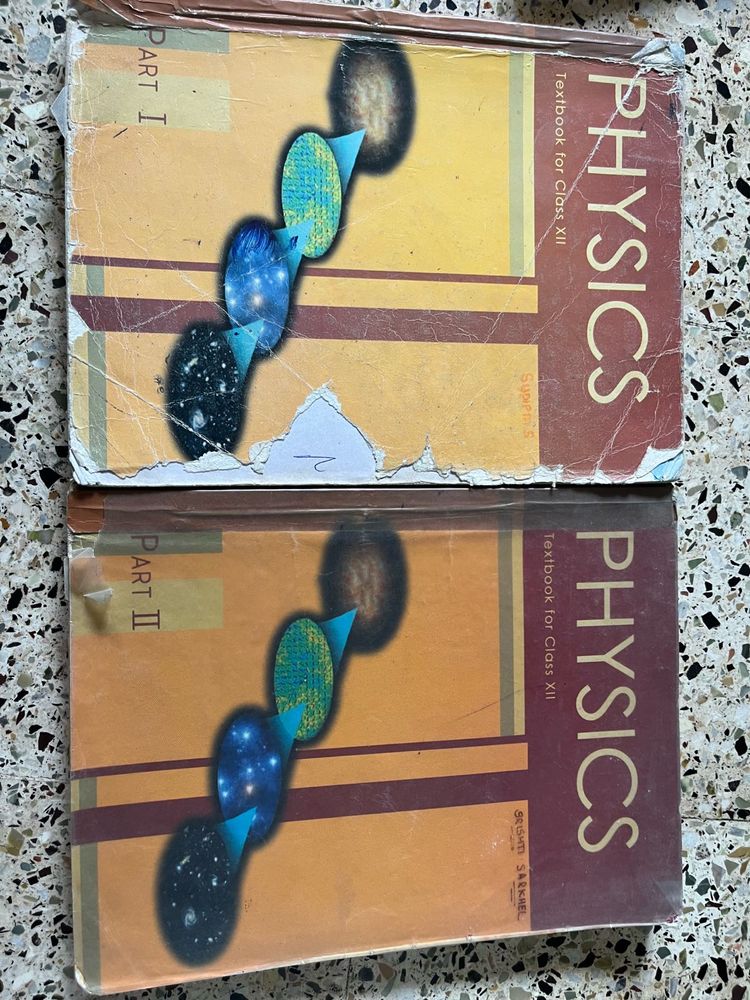 PHYSICS
Textbook for Class XII
PART I
PHYSICS
Textbook for Class XII
SRISHTI SARKHEL
PART II